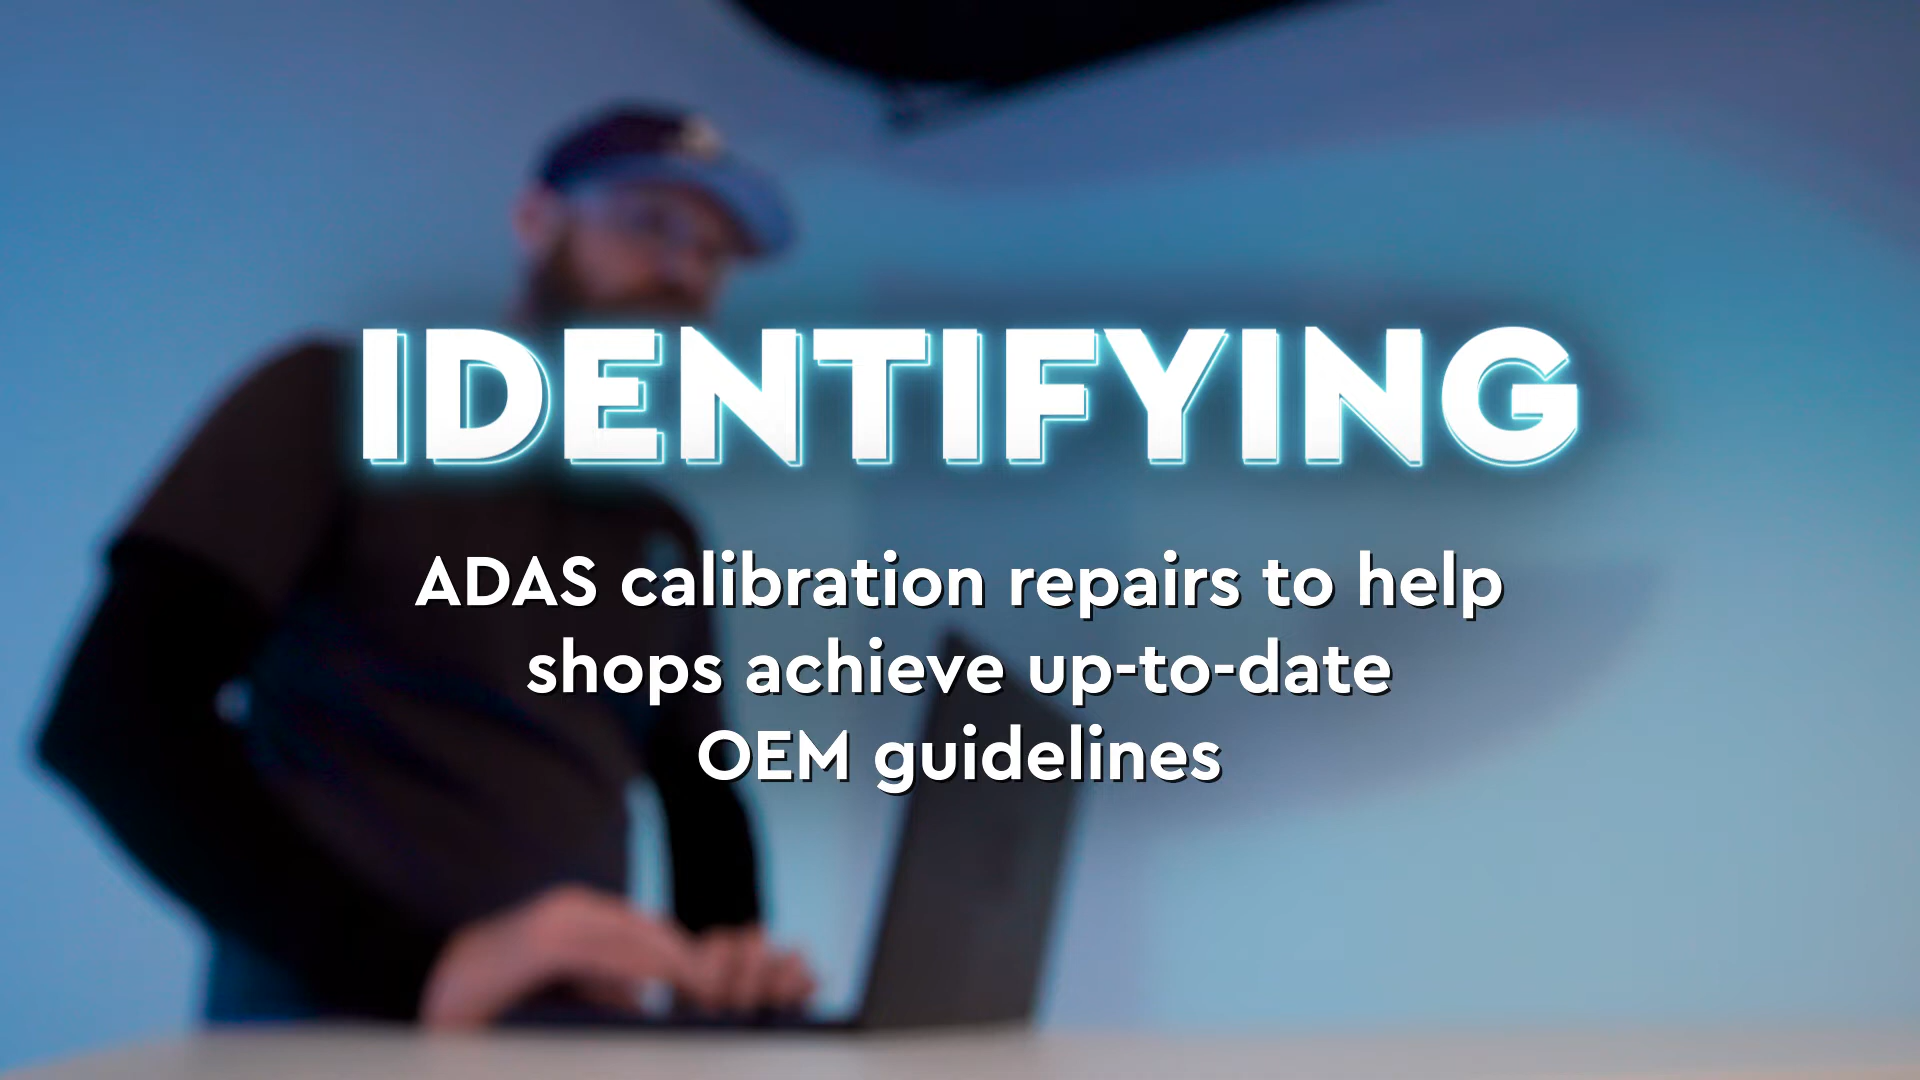 IDENTIFYING
ADAS calibration repairs to help
shops achieve up-to-date
OEM guidelines